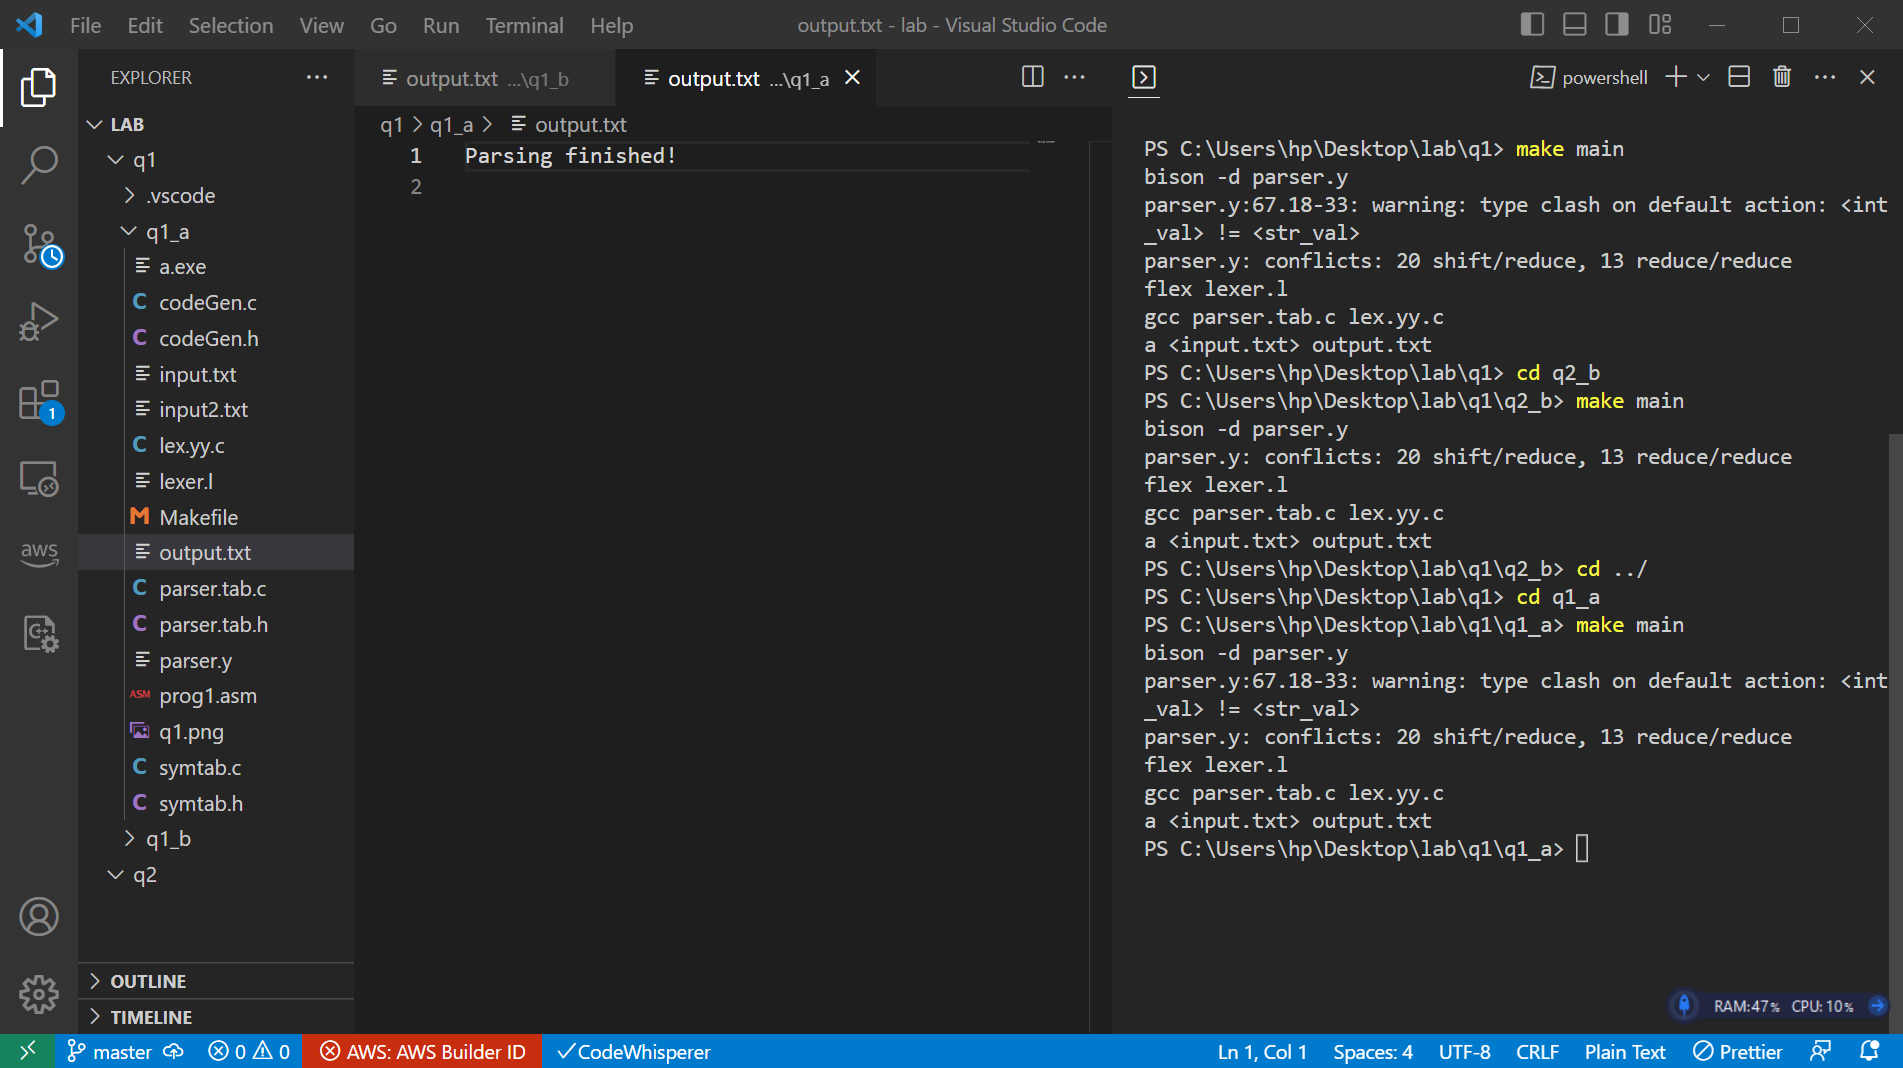 File Edit Selection View Go Run Terminal Help
output.txt - lab - Visual Studio Code
EXPLORER
LAB
q1
.vscode
q1_a
a.exe
C codeGen.c
C codeGen.h
input.txt
input2.txt
C lex.yy.c
lexer.l
M Makefile
output.txt
C parser.tab.c
C parser.tab.h
parser.y
ASM prog1.asm
q1.png
C symtab.c
C symtab.h
q1_b
q2
OUTLINE
TIMELINE
1
aws
output.txt ...\q1_b
output.txt ...\q1_a
q1 > q1_a > output.txt
1 Parsing finished!
2
powershell
PS C:\Users\hp\Desktop\lab\q1> make main
bison -d parser.y
parser.y:67.18-33: warning: type clash on default action: <int
_val> != <str_val>
parser.y: conflicts: 20 shift/reduce, 13 reduce/reduce
flex lexer.l
gcc parser.tab.c lex.yy.c
a <input.txt> output.txt
PS C:\Users\hp\Desktop\lab\q1> cd q2_b
PS C:\Users\hp\Desktop\lab\q1\q2_b> make main
bison -d parser.y
parser.y: conflicts: 20 shift/reduce, 13 reduce/reduce
flex lexer.l
gcc parser.tab.c lex.yy.c
a <input.txt> output.txt
PS C:\Users\hp\Desktop\lab\q1\q2_b> cd ../
PS C:\Users\hp\Desktop\lab\q1> cd q1_a
PS C:\Users\hp\Desktop\lab\q1\q1_a> make main
bison -d parser.y
parser.y:67.18-33: warning: type clash on default action: <int
_val> != <str_val>
parser.y: conflicts: 20 shift/reduce, 13 reduce/reduce
flex lexer.l
gcc parser.tab.c lex.yy.c
a <input.txt> output.txt
PS C:\Users\hp\Desktop\lab\q1\q1_a>
RAM:47% CPU:10%
master 0 0 AWS: AWS Builder ID CodeWhisperer
Ln 1, Col 1 Spaces: 4 UTF-8 CRLF Plain Text Prettier